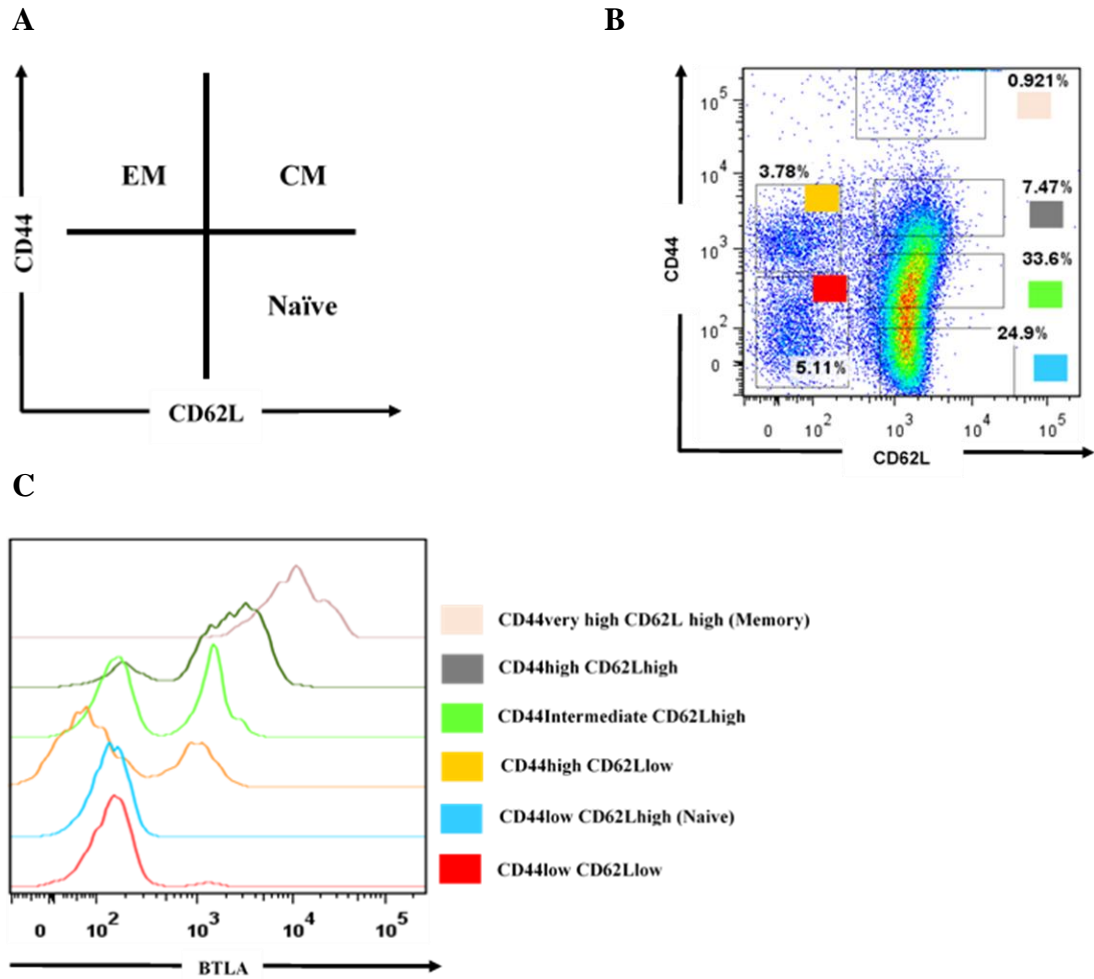 A
EM
CM
Naïve
CD44
CD62L
B
0.921%
3.78%
7.47%
33.6%
24.9%
5.11%
10^5
10^4
10^3
10^2
0
CD44
0 10^2 10^3 10^4 10^5
CD62L
C
CD44very high CD62L high (Memory)
CD44high CD62Lhigh
CD44Intermediate CD62Lhigh
CD44high CD62Llow
CD44low CD62Lhigh (Naive)
CD44low CD62Llow
0 10^2 10^3 10^4 10^5
BTLA